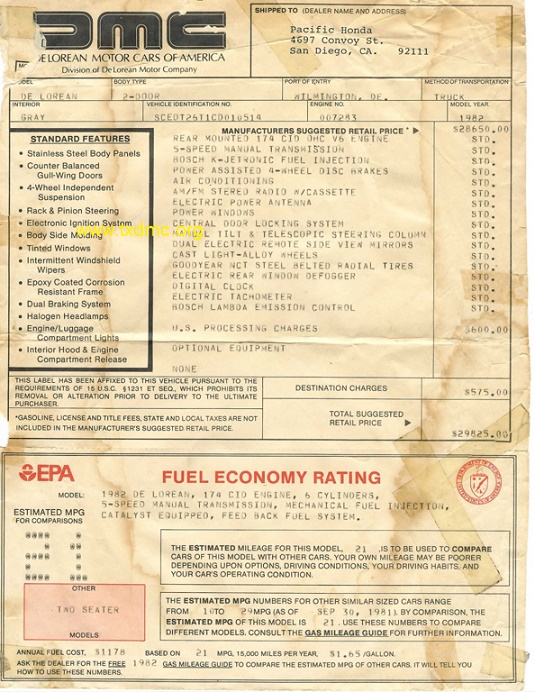 DMC
DE LOREAN MOTOR CARS OF AMERICA
Division of DeLorean Motor Company
SHIPPED TO (DEALER NAME AND ADDRESS)
Pacific Honda
4697 Convoy St.
San Diego, CA. 92111
BODY TYPE PORT OF ENTRY METHOD OF TRANSPORTATION
DE LOREAN 2-DOOR WILMINGTON, DE. TRUCK
INTERIOR VEHICLE IDENTIFICATION NO. ENGINE NO. MODEL YEAR
GRAY SCEDT26T1CD010514 007283 1982
MANUFACTURERS SUGGESTED RETAIL PRICE * $28650.00
STANDARD FEATURES
• Stainless Steel Body Panels
• Counter Balanced
Gull-Wing Doors
• 4-Wheel Independent
Suspension
• Rack & Pinion Steering
• Electronic Ignition System
• Body Side Molding
• Tinted Windows
• Intermittent Windshield
Wipers
• Epoxy Coated Corrosion
Resistant Frame
• Dual Braking System
• Halogen Headlamps
• Engine/Luggage
Compartment Lights
• Interior Hood & Engine
Compartment Release
www.txdmc.org
REAR MOUNTED 174 CID OHC V6 ENGINE STD.
5-SPEED MANUAL TRANSMISSION STD.
BOSCH K-JETRONIC FUEL INJECTION STD.
POWER ASSISTED 4-WHEEL DISC BRAKES STD.
AIR CONDITIONING STD.
AM/FM STEREO RADIO W/CASSETTE STD.
ELECTRIC POWER ANTENNA STD.
POWER WINDOWS STD.
CENTRAL DOOR LOCKING SYSTEM STD.
TILT & TELESCOPIC STEERING COLUMN STD.
DUAL ELECTRIC REMOTE SIDE VIEW MIRRORS STD.
CAST LIGHT-ALLOY WHEELS STD.
GOODYEAR NCT STEEL BELTED RADIAL TIRES STD.
ELECTRIC REAR WINDOW DEFOGGER STD.
DIGITAL CLOCK STD.
ELECTRIC TACHOMETER STD.
BOSCH LAMBDA EMISSION CONTROL STD.
U.S. PROCESSING CHARGES $600.00
OPTIONAL EQUIPMENT
NONE
THIS LABEL HAS BEEN AFFIXED TO THIS VEHICLE PURSUANT TO THE
REQUIREMENTS OF 15 U.S.C. §1231 ET SEQ., WHICH PROHIBITS ITS
REMOVAL OR ALTERATION PRIOR TO DELIVERY TO THE ULTIMATE
PURCHASER.
DESTINATION CHARGES $575.00
*GASOLINE, LICENSE AND TITLE FEES, STATE AND LOCAL TAXES ARE NOT
INCLUDED IN THE MANUFACTURER'S SUGGESTED RETAIL PRICE.
TOTAL SUGGESTED
RETAIL PRICE $29825.00
EPA FUEL ECONOMY RATING
MODEL: 1982 DE LOREAN, 174 CID ENGINE, 6 CYLINDERS,
5-SPEED MANUAL TRANSMISSION, MECHANICAL FUEL INJECTION,
CATALYST EQUIPPED, FEED BACK FUEL SYSTEM.
ESTIMATED MPG
FOR COMPARISONS
21
THE ESTIMATED MILEAGE FOR THIS MODEL, 21 ,IS TO BE USED TO COMPARE
CARS OF THIS MODEL WITH OTHER CARS. YOUR OWN MILEAGE MAY BE POORER
DEPENDING UPON OPTIONS, DRIVING CONDITIONS, YOUR DRIVING HABITS, AND
YOUR CAR'S OPERATING CONDITION.
OTHER
TWO SEATER
MODELS
THE ESTIMATED MPG NUMBERS FOR OTHER SIMILAR SIZED CARS RANGE
FROM 10 TO 29 MPG (AS OF SEP 30, 1981) BY COMPARISON, THE
ESTIMATED MPG OF THIS MODEL IS 21 . USE THESE NUMBERS TO COMPARE
DIFFERENT MODELS. CONSULT THE GAS MILEAGE GUIDE FOR FURTHER INFORMATION.
ANNUAL FUEL COST, $1178 BASED ON 21 MPG, 15,000 MILES PER YEAR, $1.65 /GALLON.
ASK THE DEALER FOR THE FREE 1982 GAS MILEAGE GUIDE TO COMPARE THE ESTIMATED MPG OF OTHER CARS. IT WILL TELL YOU
HOW TO USE THESE NUMBERS.